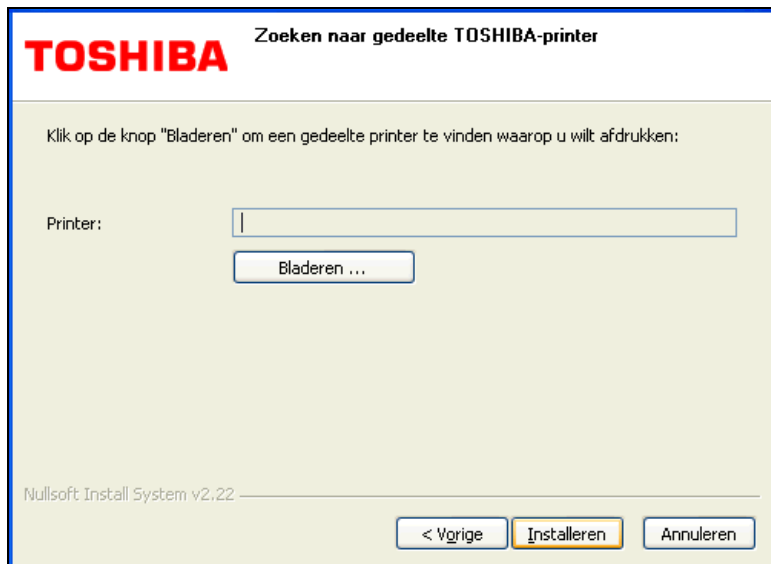 TOSHIBA
Zoeken naar gedeelte TOSHIBA-printer
Klik op de knop "Bladeren" om een gedeelte printer te vinden waarop u wilt afdrukken:
Printer:
Bladeren ...
Nullsoft Install System v2.22
< Vorige
Installeren
Annuleren